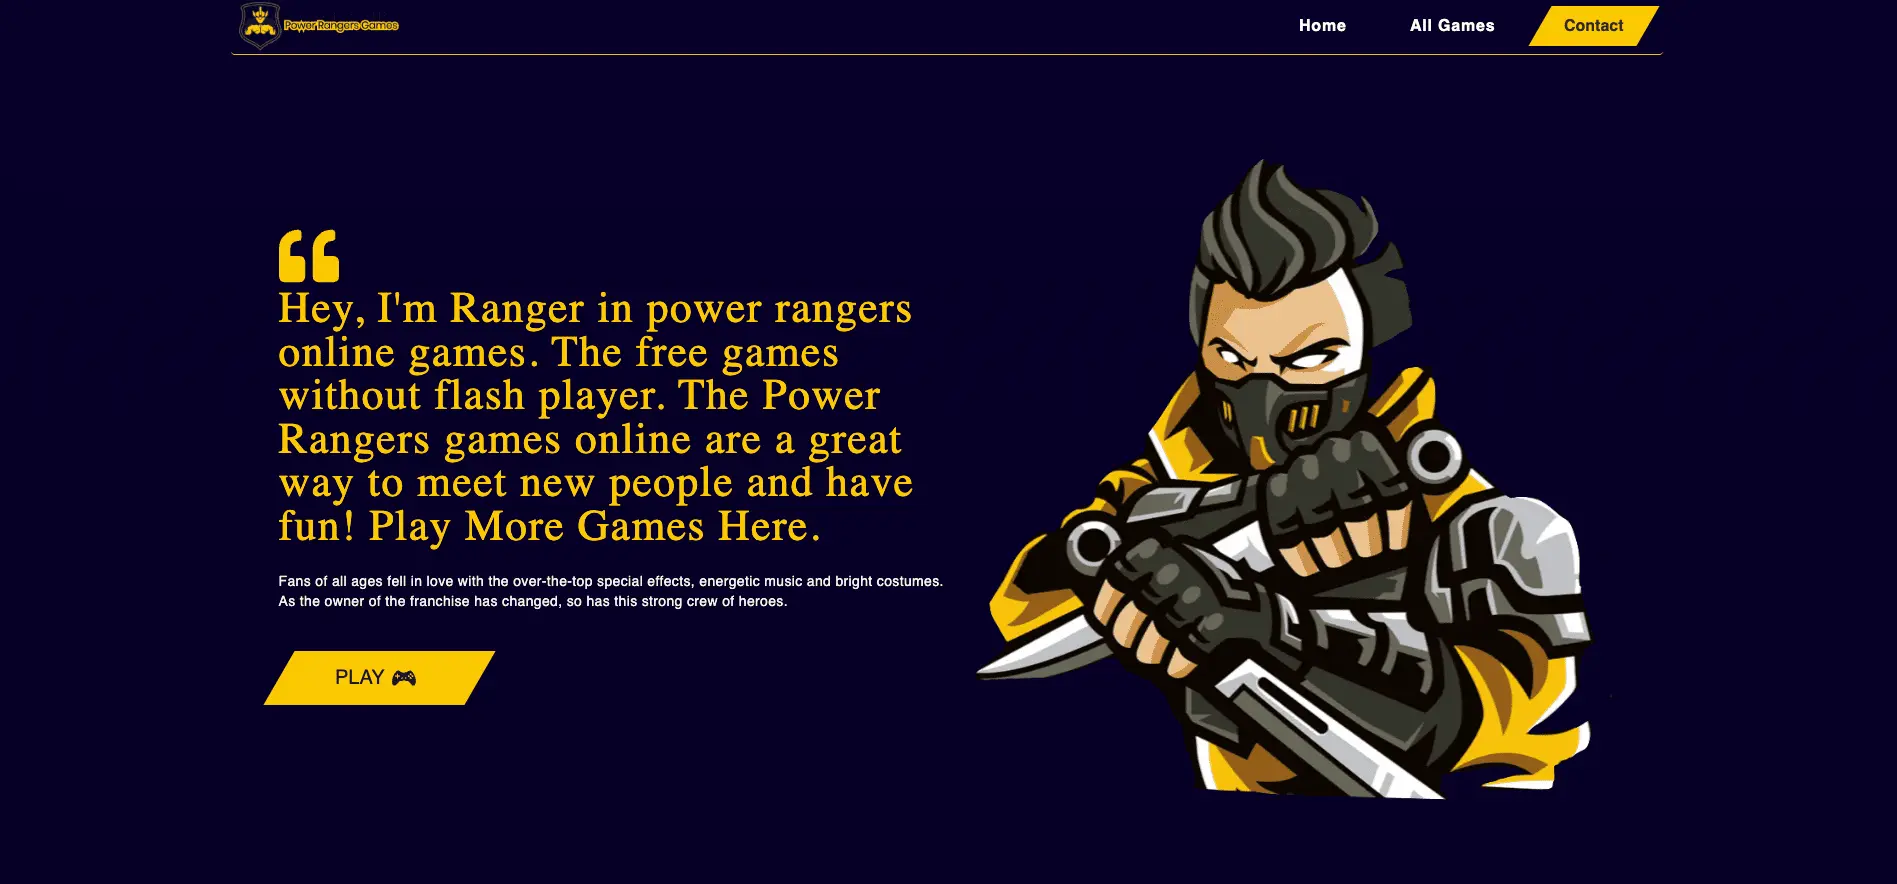 Power Rangers Games
Home
All Games
Contact
Hey, I'm Ranger in power rangers
online games. The free games
without flash player. The Power
Rangers games online are a great
way to meet new people and have
fun! Play More Games Here.
Fans of all ages fell in love with the over-the-top special effects, energetic music and bright costumes.
As the owner of the franchise has changed, so has this strong crew of heroes.
PLAY